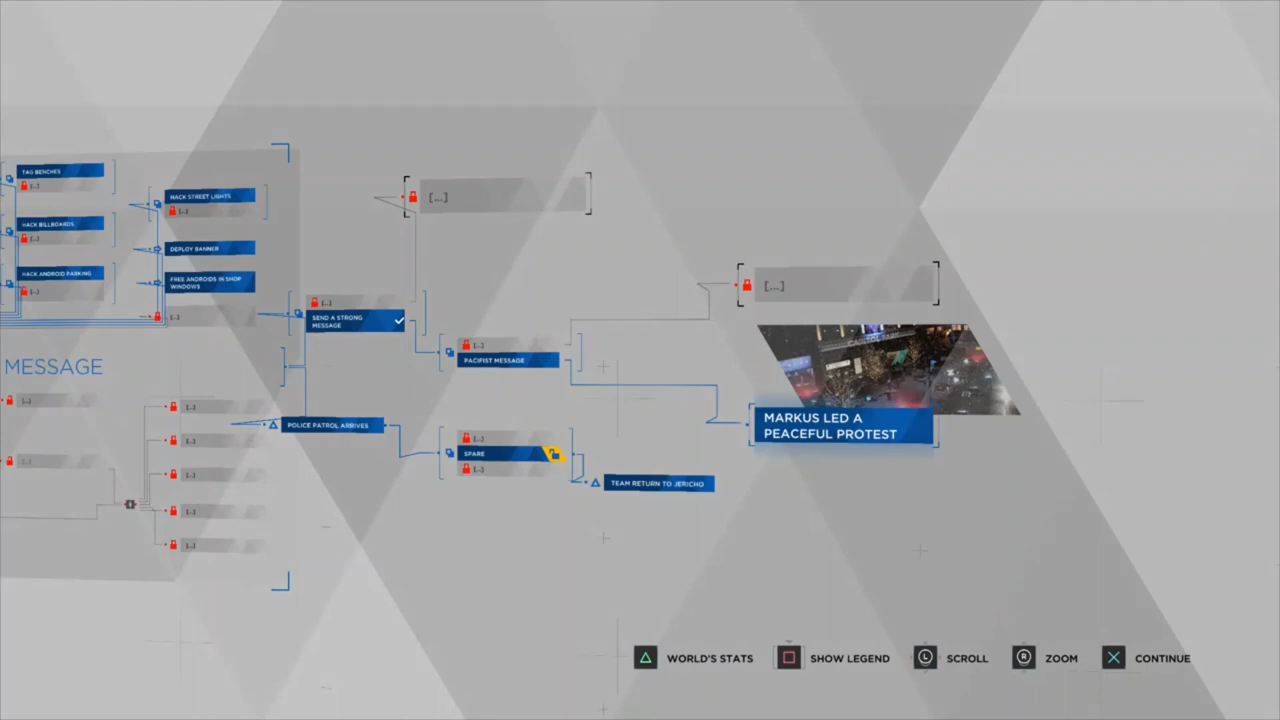 TAG BENCHES
[...]
HACK STREET LIGHTS
[...]
[...]
HACK BILLBOARDS
[...]
DEPLOY BANNER
HACK ANDROID PARKING
[...]
FREE ANDROIDS IN SHOP
WINDOWS
[...]
[...]
[...]
SEND A STRONG
MESSAGE
[...]
PACIFIST MESSAGE
CAPITOL PARK
MARKUS LED A
PEACEFUL PROTEST
MESSAGE
[...]
[...]
POLICE PATROL ARRIVES
[...]
[...]
SPARE
[...]
[...]
[...]
TEAM RETURN TO JERICHO
[...]
[...]
WORLD'S STATS
SHOW LEGEND
L
SCROLL
R
ZOOM
CONTINUE